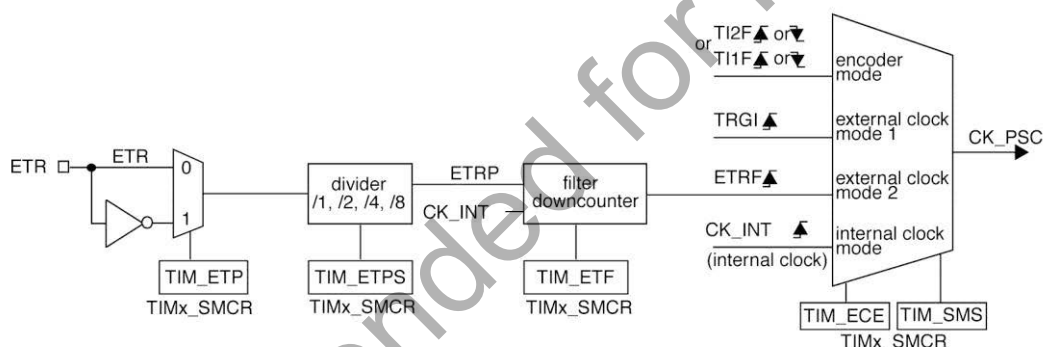 ETR
ETR
0
1
TIM_ETP
TIMx_SMCR
divider
/1, /2, /4, /8
TIM_ETPS
TIMx_SMCR
ETRP
CK_INT
filter
downcounter
TIM_ETF
TIMx_SMCR
or TI2F or
TI1F or
encoder
mode
TRGI
external clock
mode 1
ETRF
external clock
mode 2
CK_INT
(internal clock)
internal clock
mode
CK_PSC
TIM_ECE
TIM_SMS
TIMx_SMCR
ended for